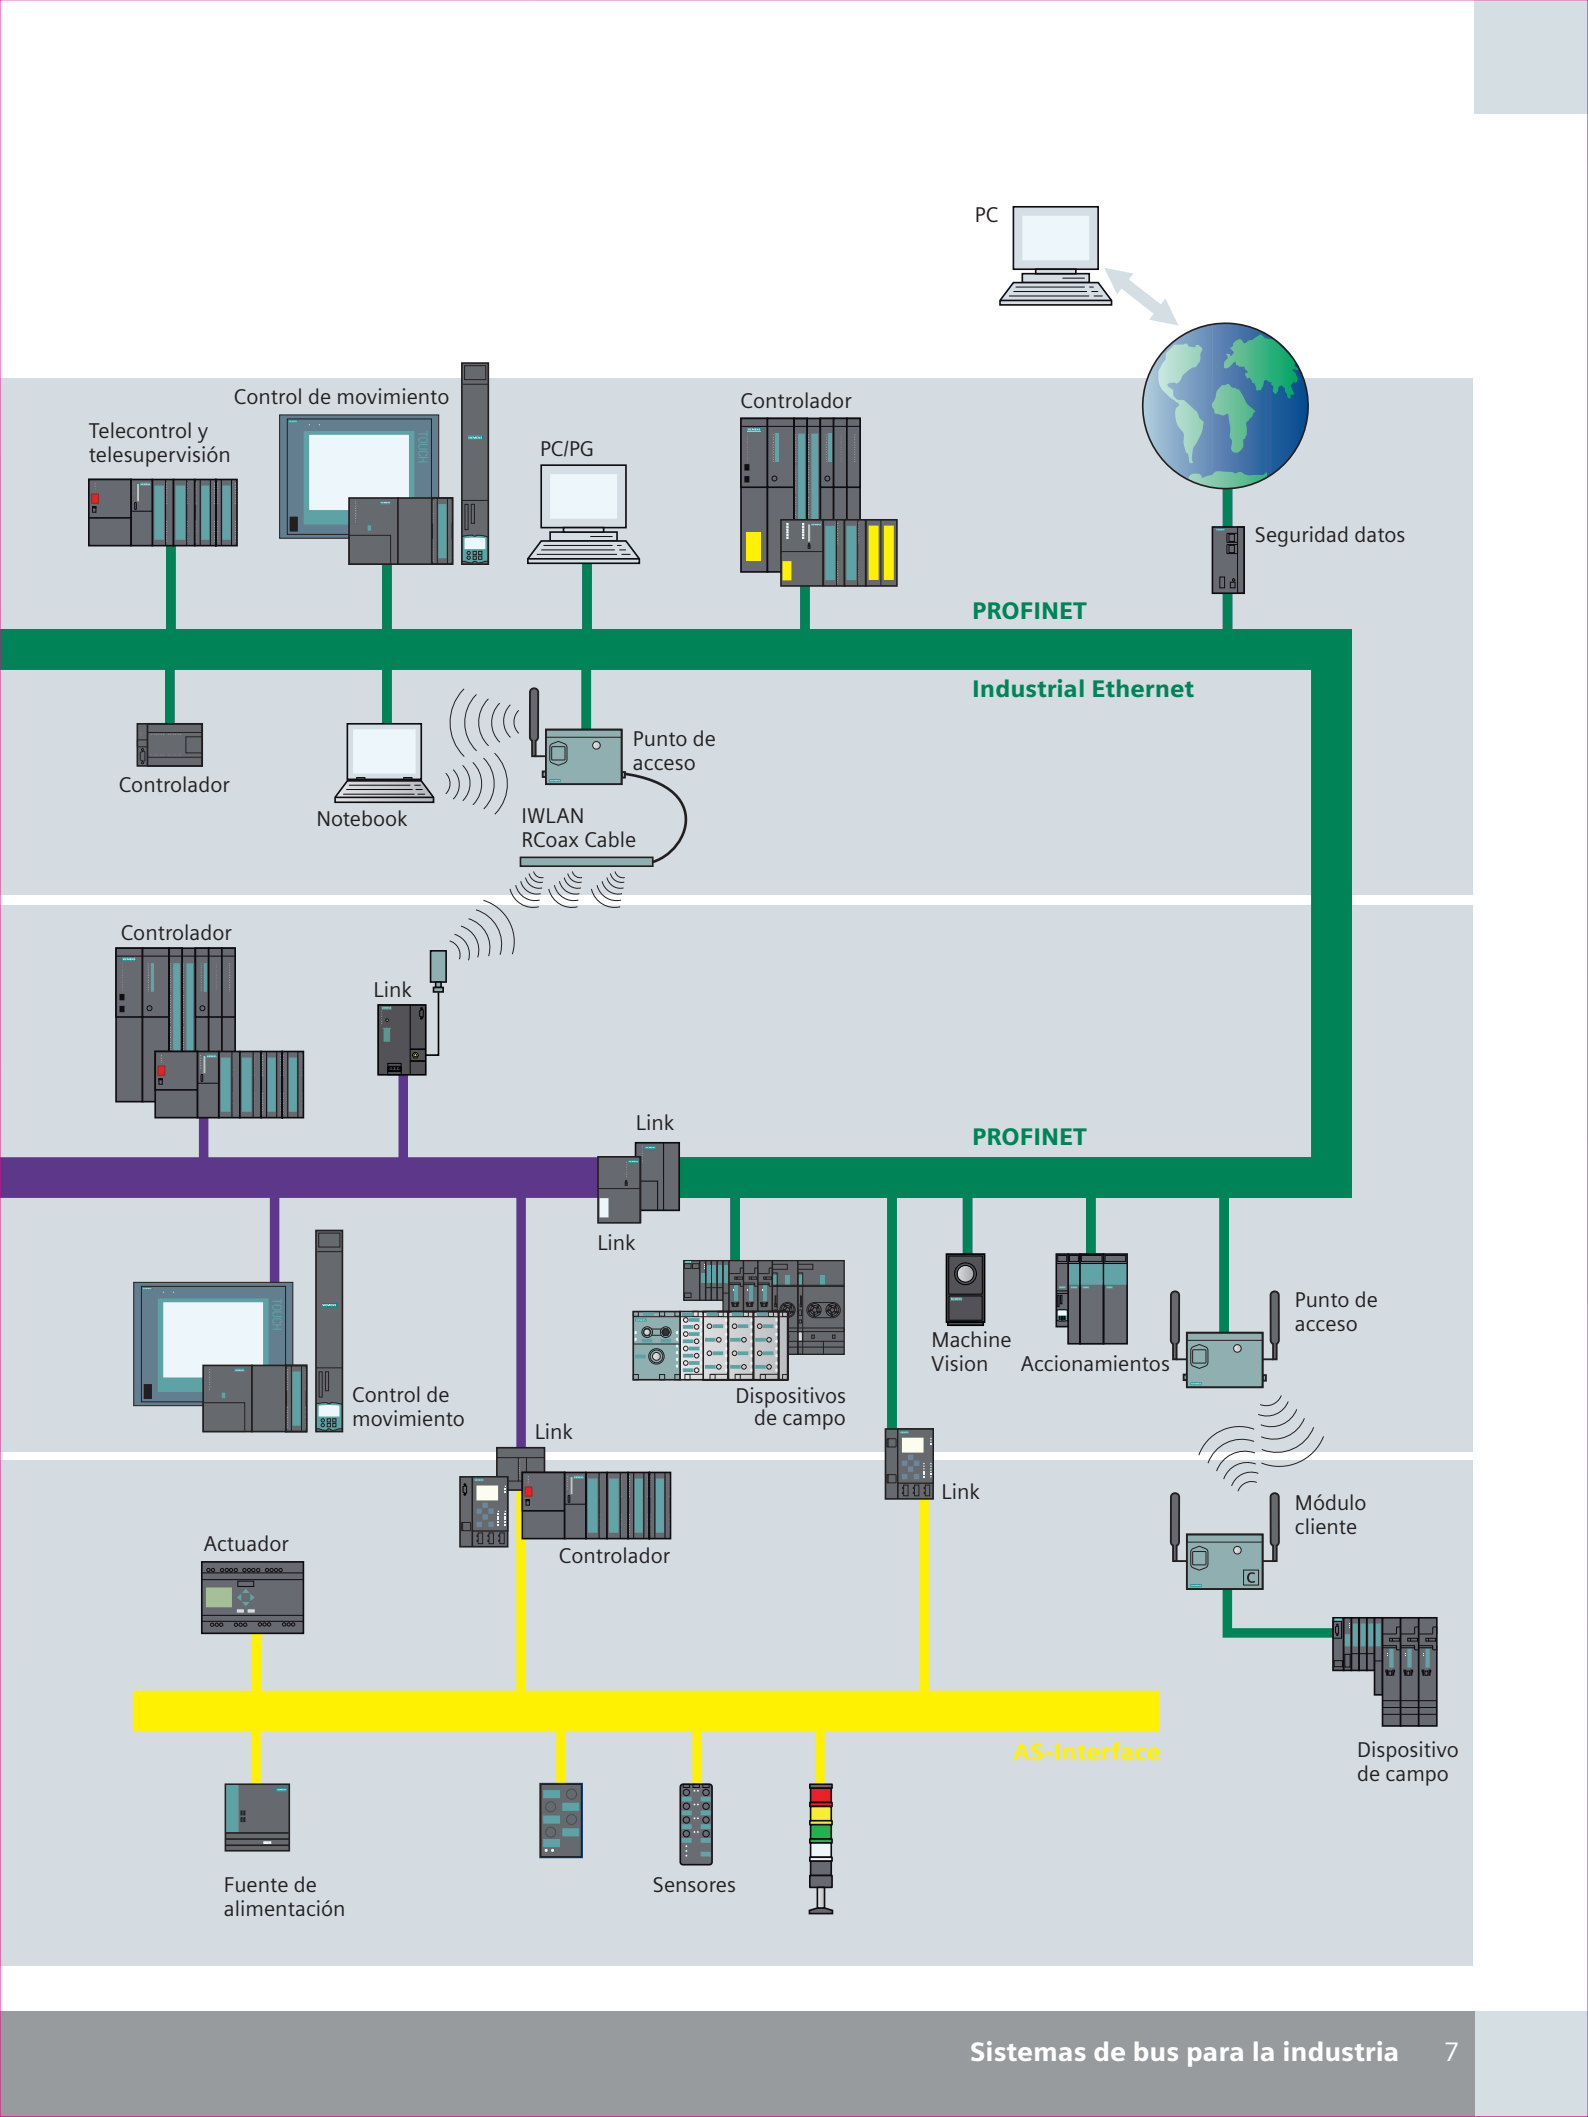 PC
Control de movimiento
Controlador
Telecontrol y
telesupervisión
PC/PG
TOUCH
Seguridad datos
PROFINET
Industrial Ethernet
Punto de
acceso
Controlador
Notebook
IWLAN
RCoax Cable
Controlador
Link
Link
PROFINET
Link
TOUCH
Punto de
acceso
Machine
Vision
Accionamientos
Control de
movimiento
Dispositivos
de campo
Link
Link
Módulo
cliente
Actuador
Controlador
C
AS-Interface
Dispositivo
de campo
Fuente de
alimentación
Sensores
Sistemas de bus para la industria 7